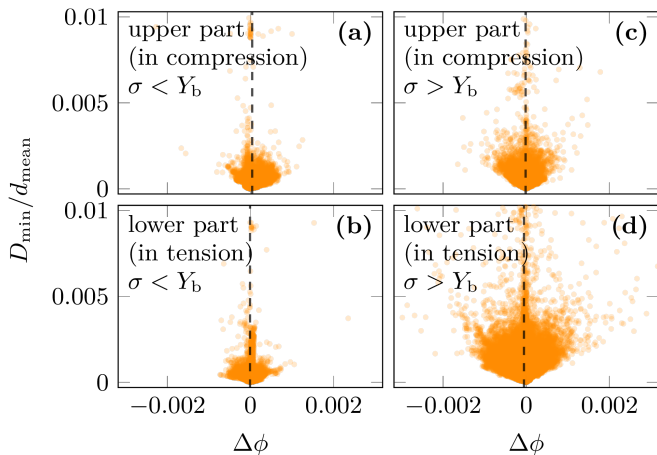 0.01
upper part
(a)
(in compression)
σ < Y_b
0.005
0
upper part
(c)
(in compression)
σ > Y_b
D_min/d_mean
0.01
lower part
(b)
(in tension)
σ < Y_b
0.005
0
lower part
(d)
(in tension)
σ > Y_b
−0.002 0 0.002
−0.002 0 0.002
Δϕ
Δϕ